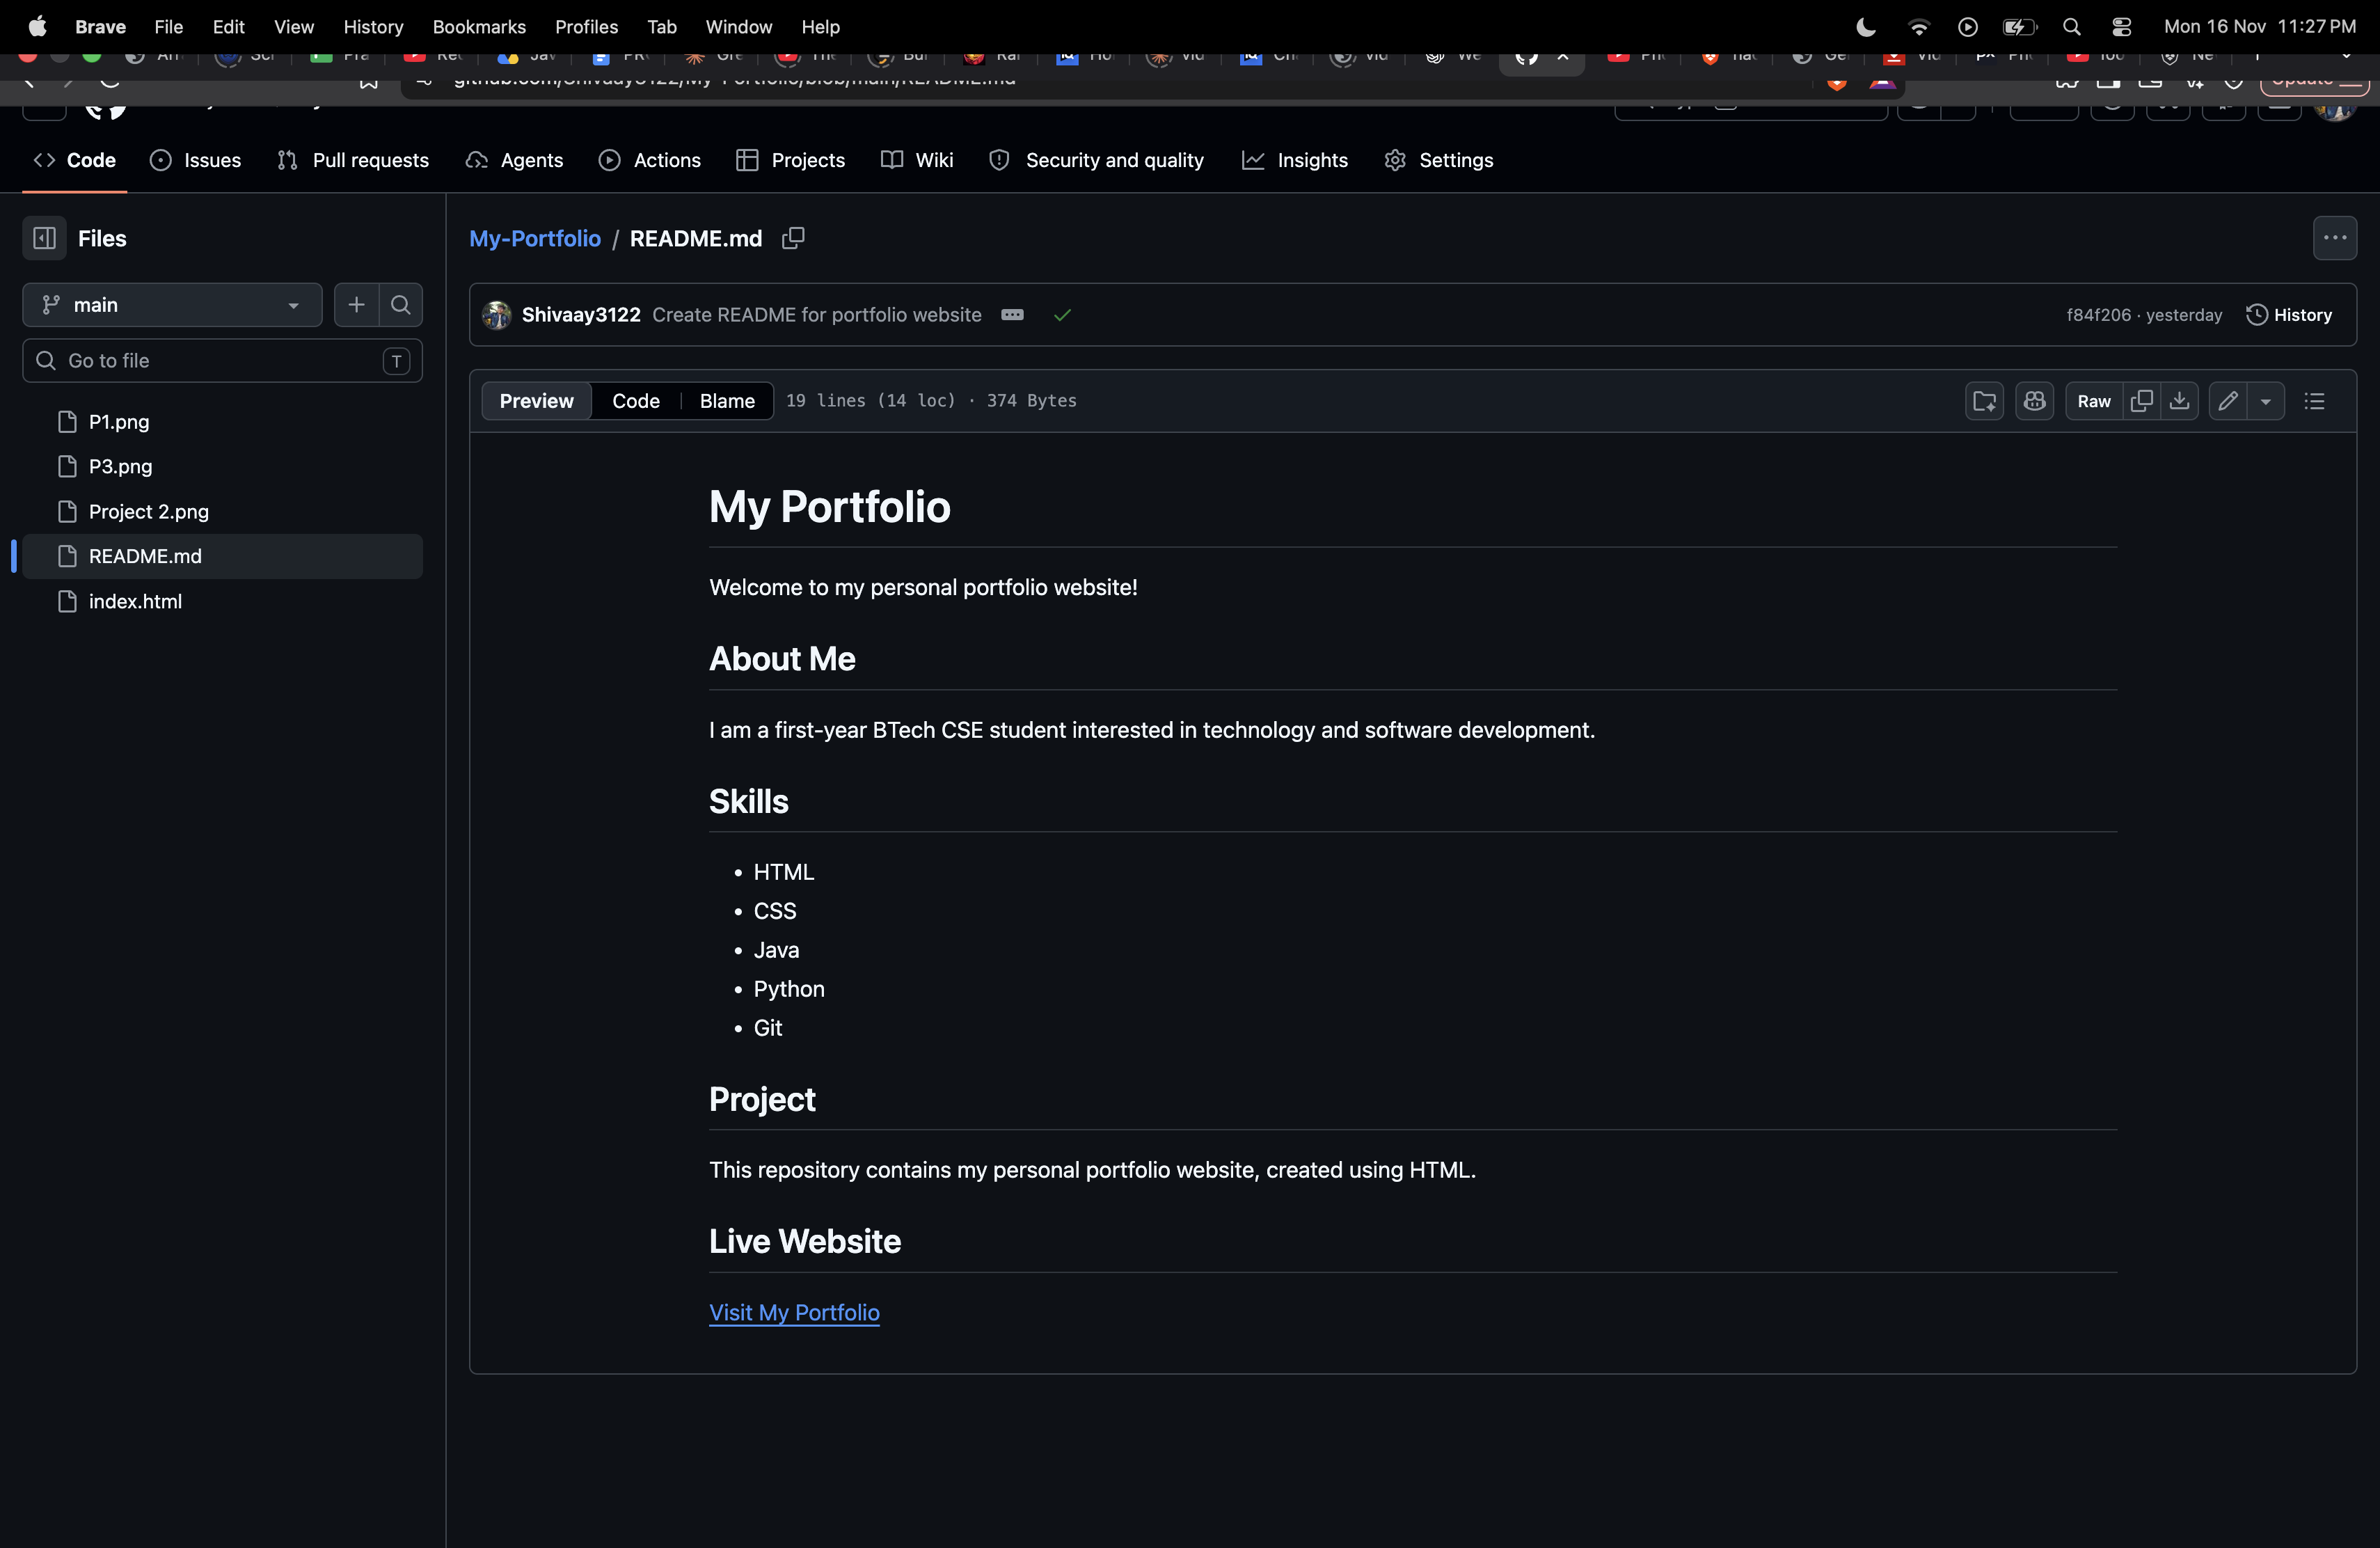 Brave File Edit View History Bookmarks Profiles Tab Window Help Mon 16 Nov 11:27 PM
Code Issues Pull requests Agents Actions Projects Wiki Security and quality Insights Settings
Files
main
Go to file T
P1.png
P3.png
Project 2.png
README.md
index.html
My-Portfolio / README.md
Shivaay3122 Create README for portfolio website f84f206 · yesterday History
Preview Code Blame 19 lines (14 loc) · 374 Bytes Raw
My Portfolio
Welcome to my personal portfolio website!
About Me
I am a first-year BTech CSE student interested in technology and software development.
Skills
• HTML
• CSS
• Java
• Python
• Git
Project
This repository contains my personal portfolio website, created using HTML.
Live Website
Visit My Portfolio